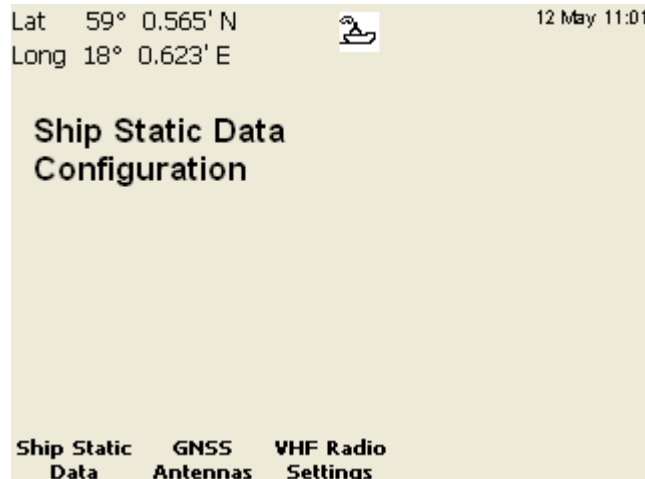 Lat 59° 0.565' N
12 May 11:01
Long 18° 0.623' E
Ship Static Data
Configuration
Ship Static
Data
GNSS
Antennas
VHF Radio
Settings